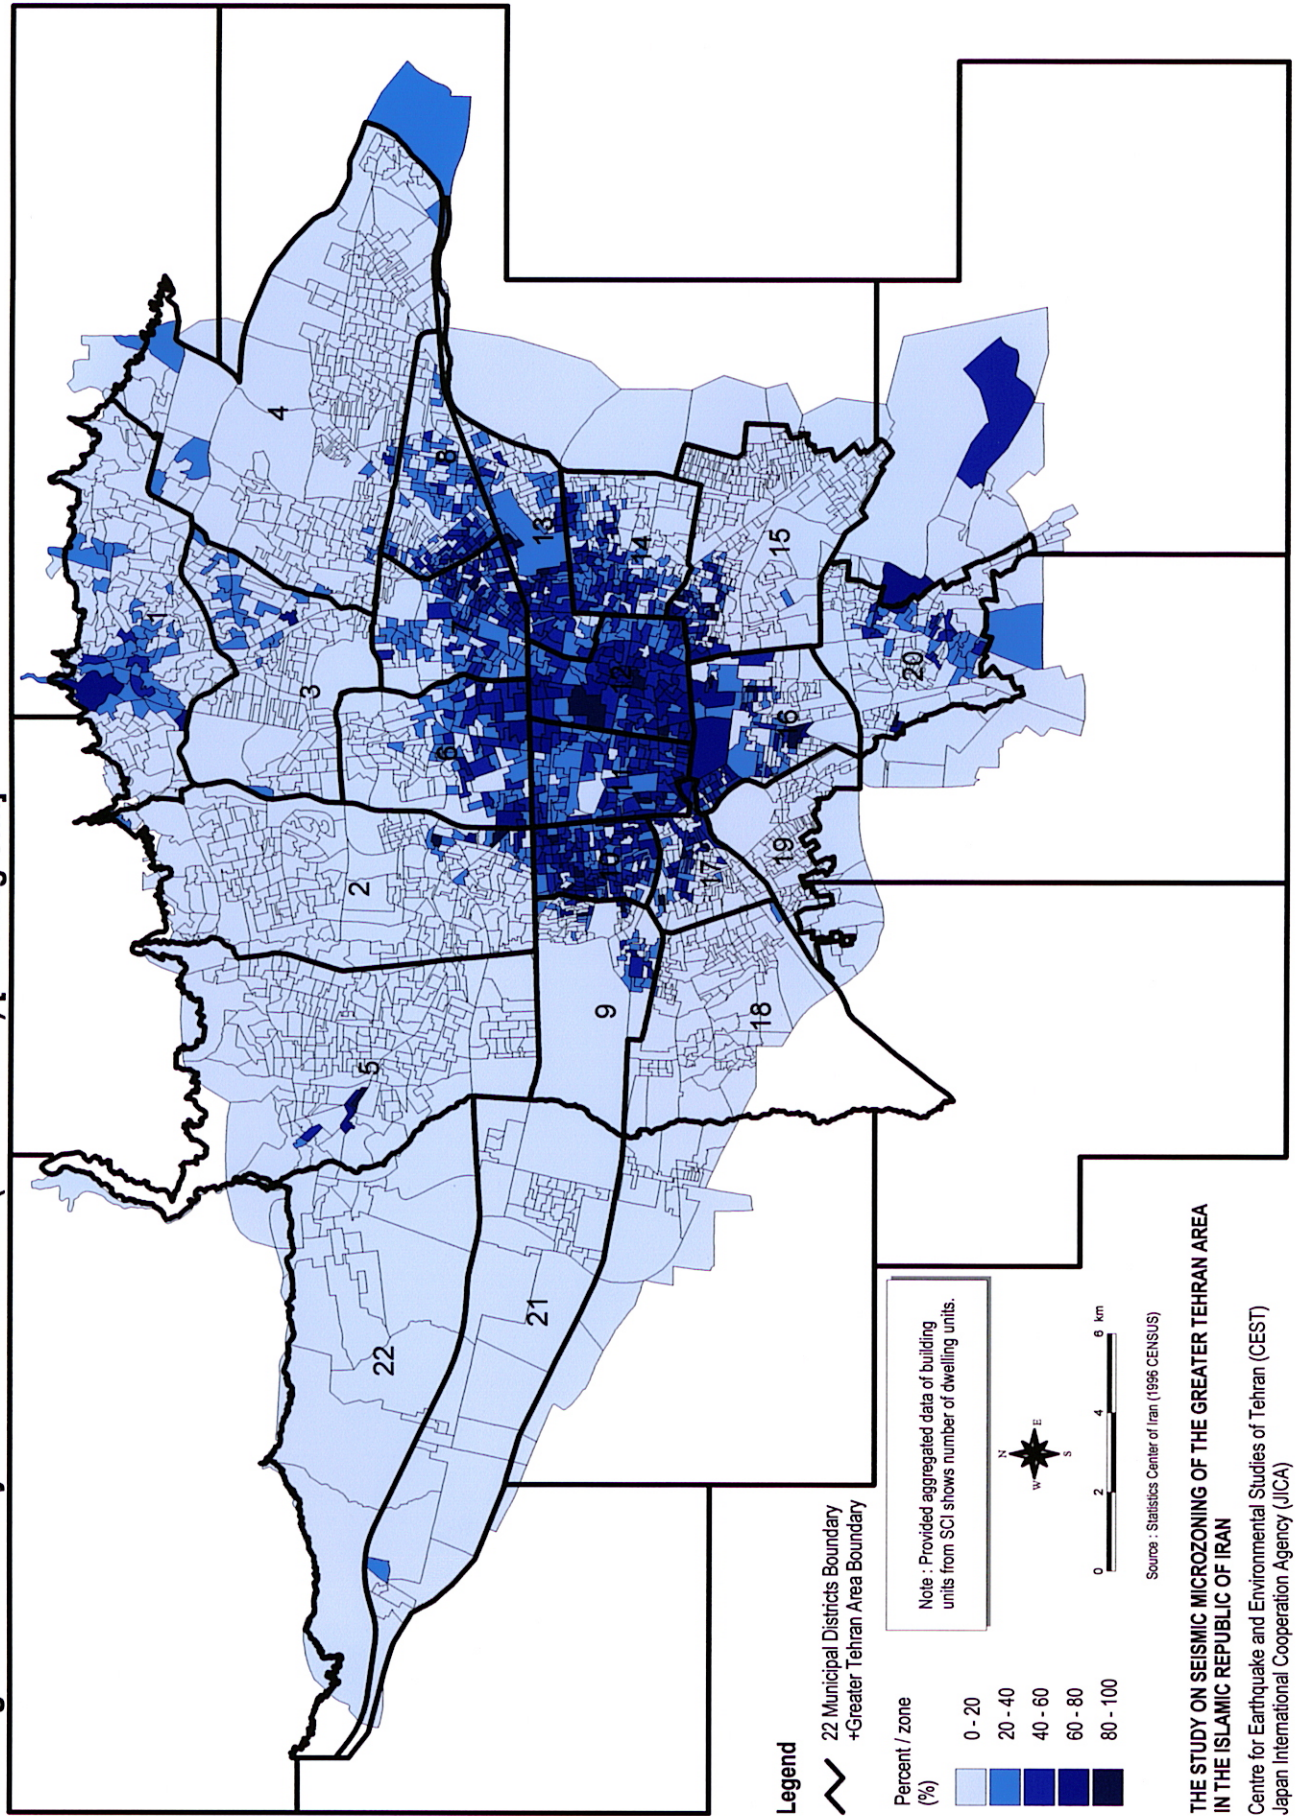 1
2
3
4
5
6
7
8
9
10
11
12
13
14
15
16
17
18
19
20
21
22
Legend
22 Municipal Districts Boundary
+Greater Tehran Area Boundary
Percent / zone
(%)
0 - 20
20 - 40
40 - 60
60 - 80
80 - 100
Note : Provided aggregated data of building
units from SCI shows number of dwelling units.
N
W
E
S
0 2 4 6 km
Source : Statistics Center of Iran (1996 CENSUS)
THE STUDY ON SEISMIC MICROZONING OF THE GREATER TEHRAN AREA
IN THE ISLAMIC REPUBLIC OF IRAN
Centre for Earthquake and Environmental Studies of Tehran (CEST)
Japan International Cooperation Agency (JICA)